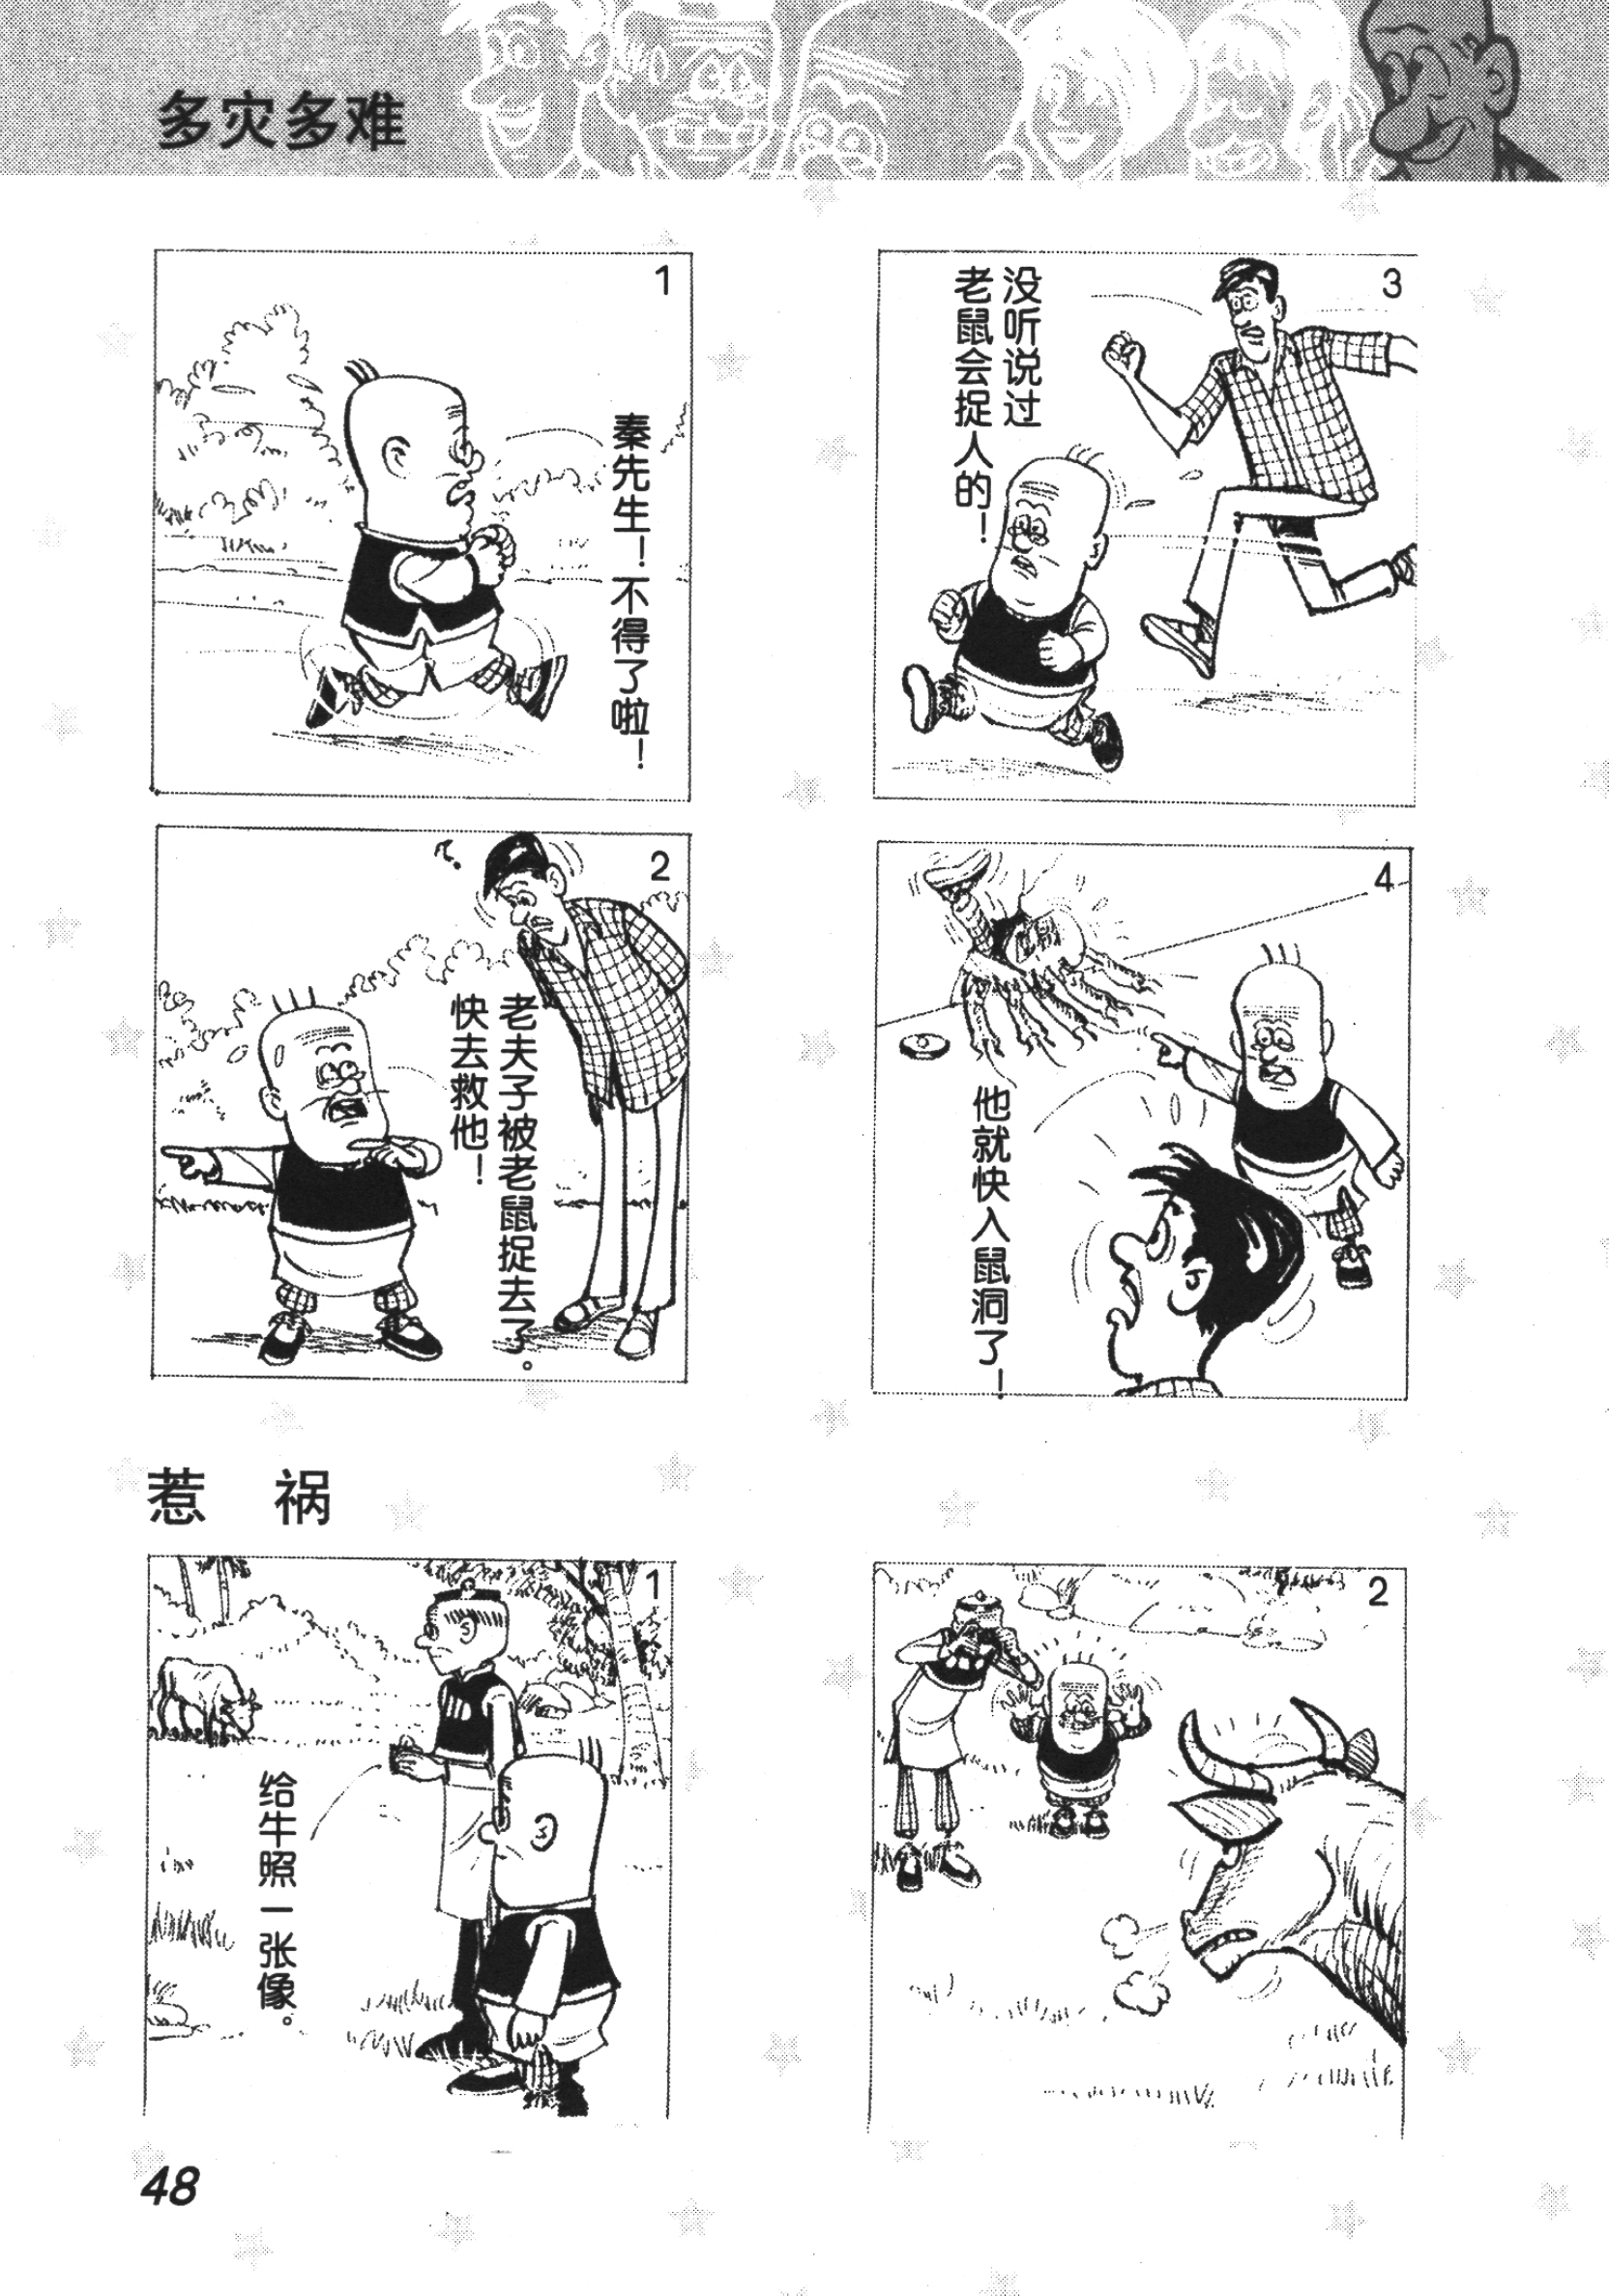 多灾多难
1
秦先生！不得了啦！
2
老夫子被老鼠捉去了。
快去救他！
3
没听说过
老鼠会捉人的！
4
他就快入鼠洞了！
惹 祸
1
给牛照一张像。
2
48